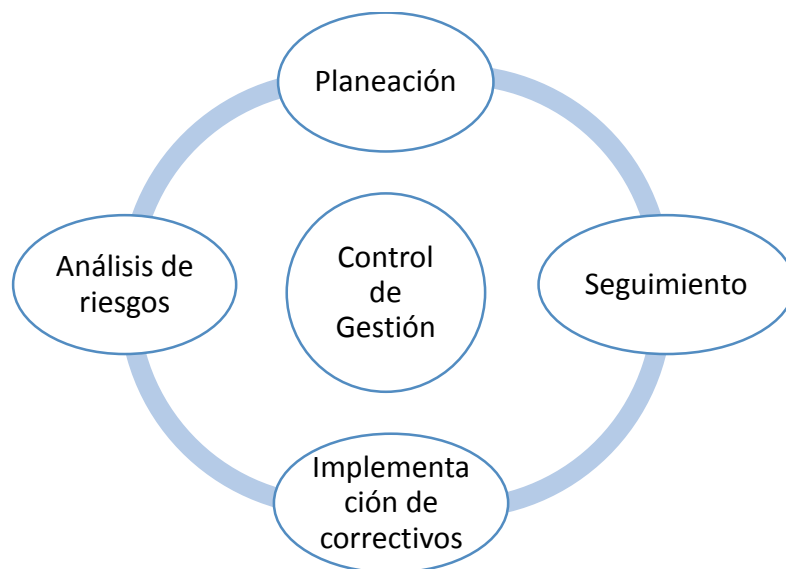 Planeación
Análisis de
riesgos
Control
de
Gestión
Seguimiento
Implementa
ción de
correctivos